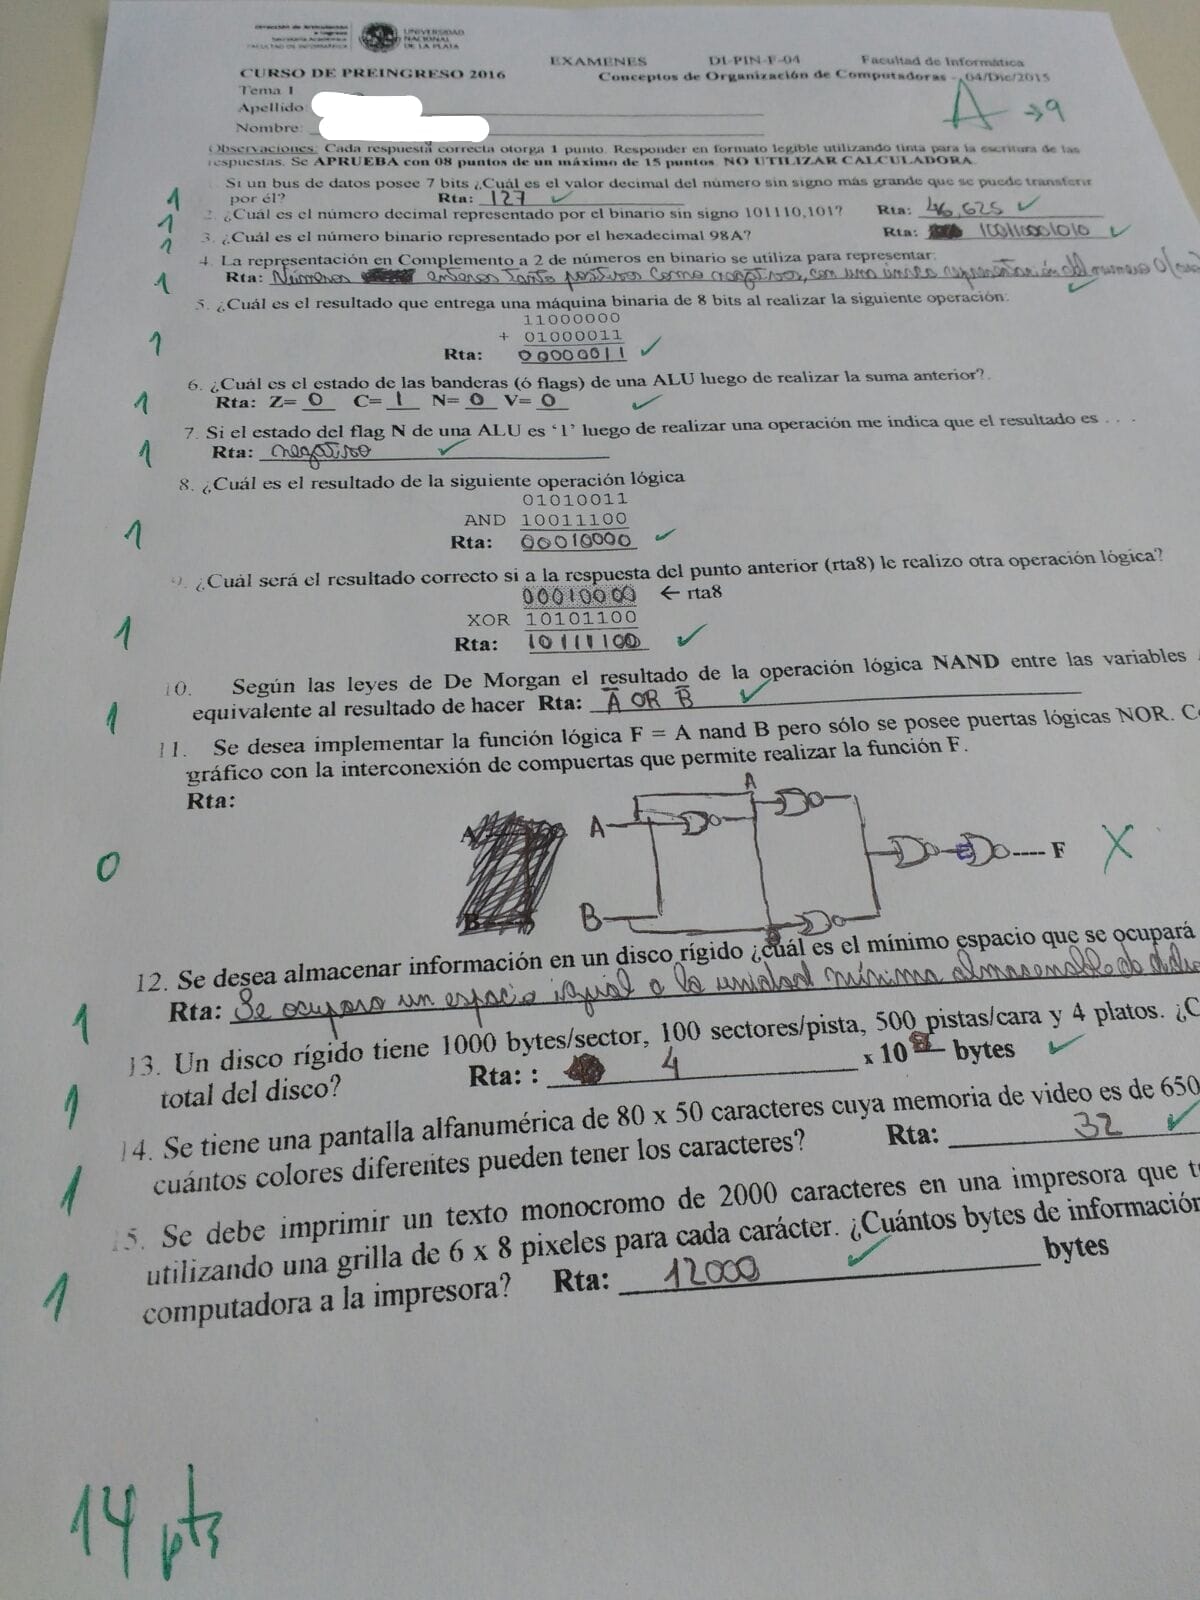 Dirección de Articulación
e Ingreso
Secretaría Académica
FACULTAD DE INFORMÁTICA
UNIVERSIDAD
NACIONAL
DE LA PLATA
EXAMENES DI-PIN-F-04 Facultad de Informática
CURSO DE PREINGRESO 2016 Conceptos de Organización de Computadoras - 04/Dic/2015
Tema 1
A → 9
Apellido
Nombre:
Observaciones: Cada respuesta correcta otorga 1 punto. Responder en formato legible utilizando tinta para la escritura de las
respuestas. Se APRUEBA con 08 puntos de un máximo de 15 puntos. NO UTILIZAR CALCULADORA.
1 Si un bus de datos posee 7 bits ¿Cuál es el valor decimal del número sin signo más grande que se puede transferir
por él? Rta: 127
1 2. ¿Cuál es el número decimal representado por el binario sin signo 101110,101? Rta: 46,625
1 3. ¿Cuál es el número binario representado por el hexadecimal 98A? Rta: 100110001010
4. La representación en Complemento a 2 de números en binario se utiliza para representar:
1 Rta: Números enteros tanto positivos como negativos, con una única representación del numero 0
5. ¿Cuál es el resultado que entrega una máquina binaria de 8 bits al realizar la siguiente operación:
11000000
+ 01000011
1 Rta: 00000011
6. ¿Cuál es el estado de las banderas (ó flags) de una ALU luego de realizar la suma anterior?
1 Rta: Z= 0 C= 1 N= 0 V= 0
7. Si el estado del flag N de una ALU es '1' luego de realizar una operación me indica que el resultado es . . .
1 Rta: negativo
8. ¿Cuál es el resultado de la siguiente operación lógica
01010011
AND 10011100
1 Rta: 00010000
9. ¿Cuál será el resultado correcto si a la respuesta del punto anterior (rta8) le realizo otra operación lógica?
00010000 ← rta8
XOR 10101100
1 Rta: 10111100
10. Según las leyes de De Morgan el resultado de la operación lógica NAND entre las variables
1 equivalente al resultado de hacer Rta: A̅ OR B̅
11. Se desea implementar la función lógica F = A nand B pero sólo se posee puertas lógicas NOR. C
gráfico con la interconexión de compuertas que permite realizar la función F.
Rta:
A
A
0 F X
B
12. Se desea almacenar información en un disco rígido ¿cuál es el mínimo espacio que se ocupará
1 Rta: Se ocupara un espacio igual a la unidad mínima almacenable de dicho
13. Un disco rígido tiene 1000 bytes/sector, 100 sectores/pista, 500 pistas/cara y 4 platos. ¿C
1 total del disco? Rta: : 4 x 10 8 bytes
14. Se tiene una pantalla alfanumérica de 80 x 50 caracteres cuya memoria de video es de 650
1 cuántos colores diferentes pueden tener los caracteres? Rta: 32
15. Se debe imprimir un texto monocromo de 2000 caracteres en una impresora que
utilizando una grilla de 6 x 8 pixeles para cada carácter. ¿Cuántos bytes de información
1 computadora a la impresora? Rta: 12000 bytes
14 pts